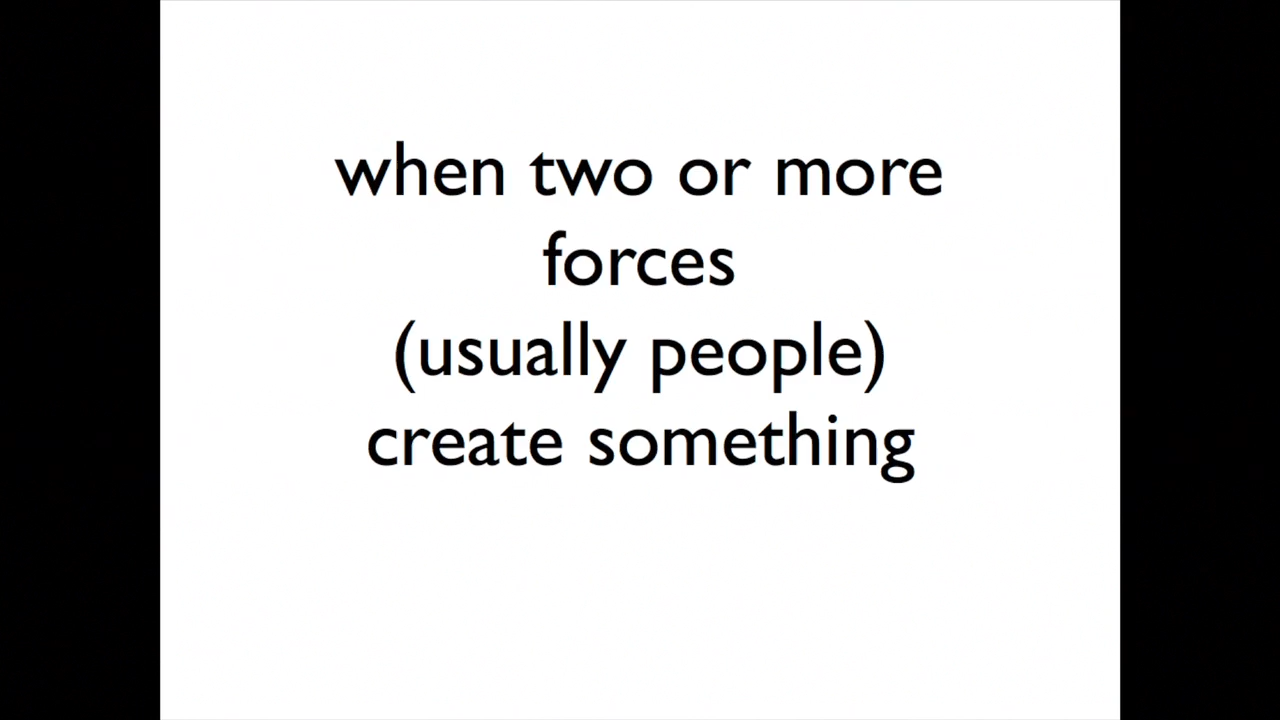 when two or more
forces
(usually people)
create something